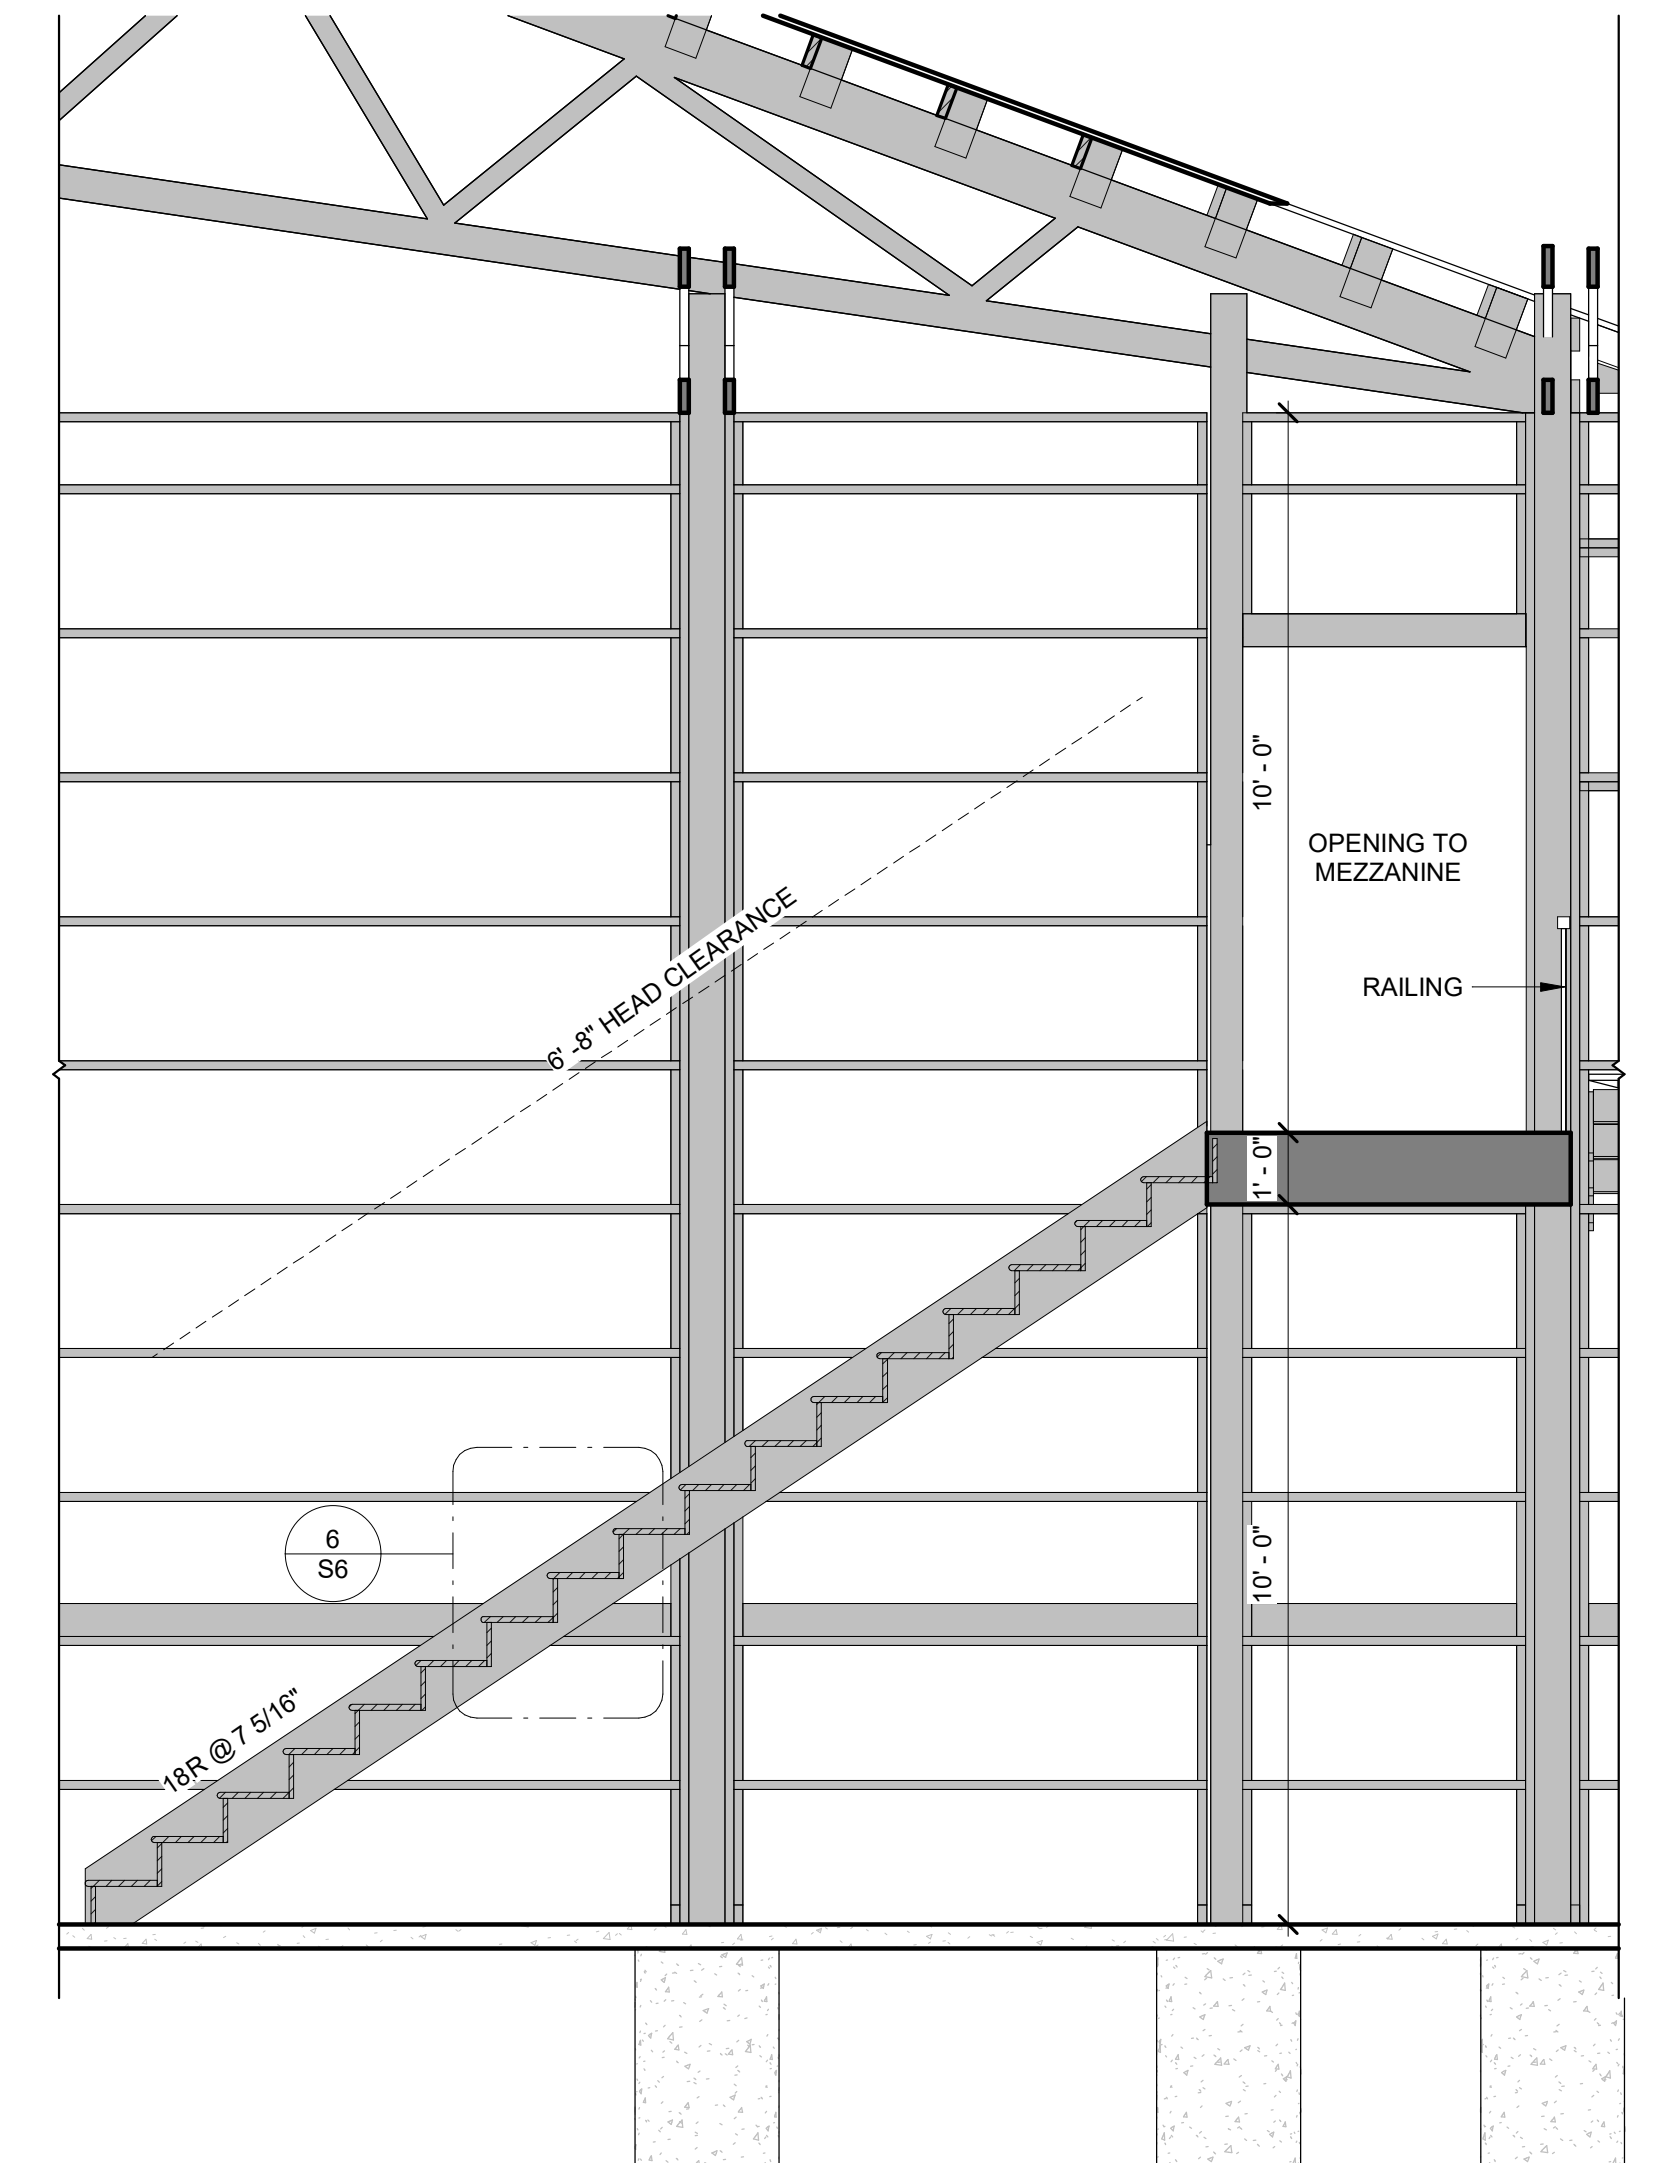 10' - 0"
OPENING TO
MEZZANINE
6' -8" HEAD CLEARANCE
RAILING
1' - 0"
6
S6
10' - 0"
18R @ 7 5/16"